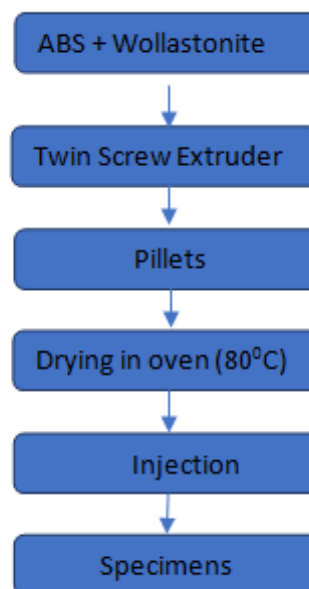 ABS + Wollastonite
Twin Screw Extruder
Pillets
Drying in oven (80⁰C)
Injection
Specimens